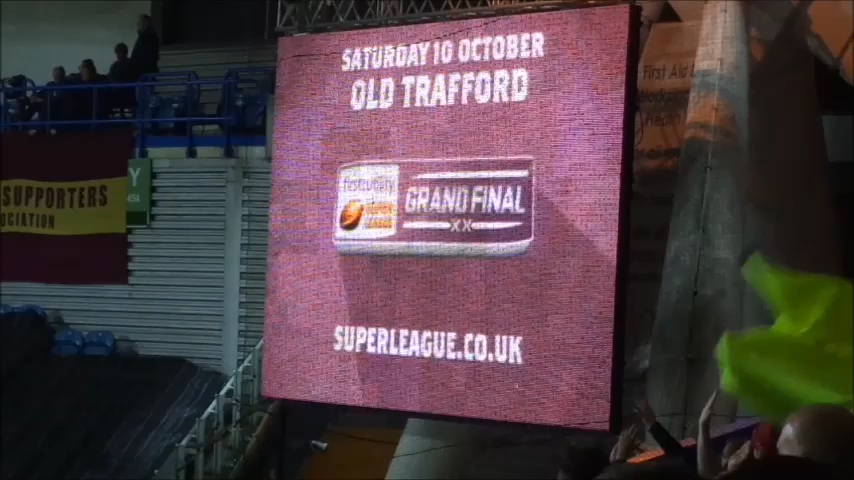 SATURDAY 10 OCTOBER
OLD TRAFFORD
first utility
SUPER
LEAGUE
GRAND FINAL
XX
SUPERLEAGUE.CO.UK
SUPPORTERS
OCIATION
Y
First Aid